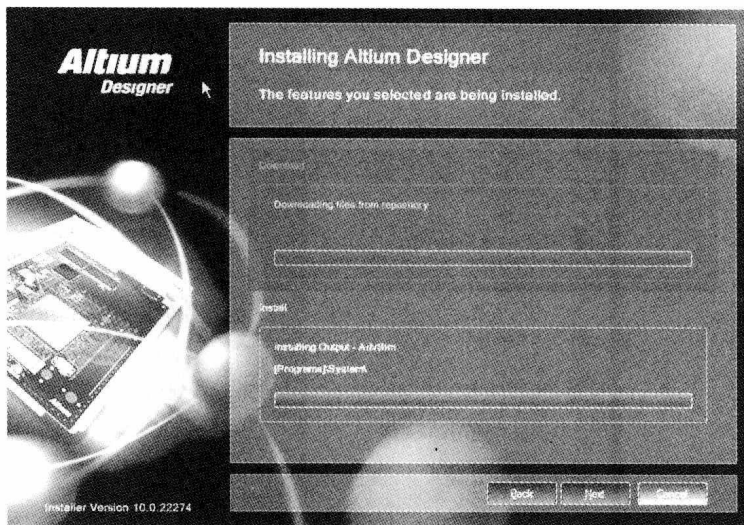 Altium
Designer
Installing Altium Designer
The features you selected are being installed.
Download
Downloading files from repository
Install
Installing Output -
[Programs]\System\
Back
Next
Cancel
Installer Version 10.0.22274